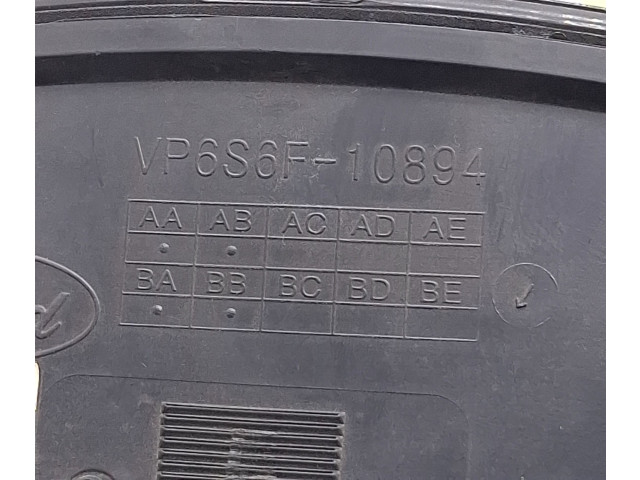 VP6S6F-10894
AA AB AC AD AE
BA BB BC BD BE